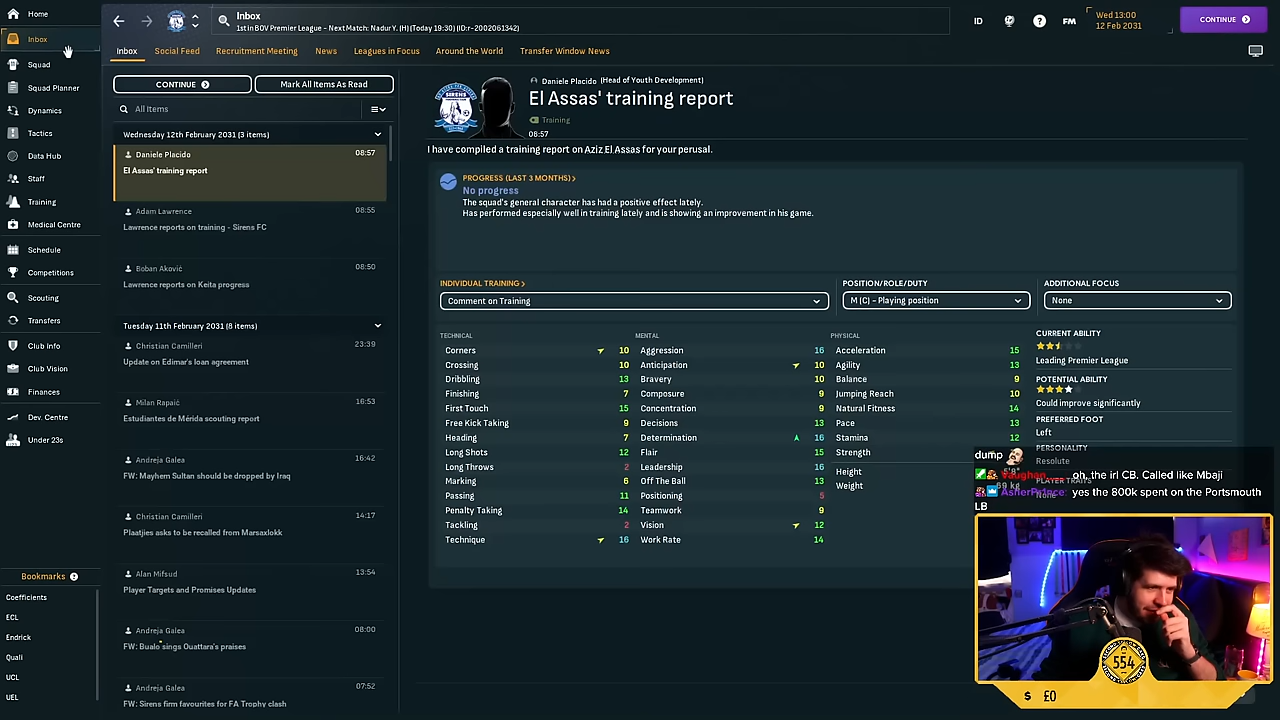 Home
Inbox
Squad
Squad Planner
Dynamics
Tactics
Data Hub
Staff
Training
Medical Centre
Schedule
Competitions
Scouting
Transfers
Club Info
Club Vision
Finances
Dev. Centre
Under 23s
Bookmarks
Coefficients
ECL
Endrick
Quali
UCL
UEL
Inbox
1st in BOV Premier League - Next Match: Nadur Y. (H) (Today 19:30) (ID:r-2002061342)
ID
FM
Wed 13:00
12 Feb 2031
CONTINUE
Inbox
Social Feed
Recruitment Meeting
News
Leagues in Focus
Around the World
Transfer Window News
CONTINUE
Mark All Items As Read
All Items
Wednesday 12th February 2031 (3 items)
Daniele Placido 08:57
El Assas' training report
Adam Lawrence 08:55
Lawrence reports on training - Sirens FC
Boban Aković 08:50
Lawrence reports on Keita progress
Tuesday 11th February 2031 (8 items)
Christian Camilleri 23:39
Update on Edimar's loan agreement
Milan Rapaić 16:53
Estudiantes de Mérida scouting report
Andreja Galea 16:42
FW: Mayhem Sultan should be dropped by Iraq
Christian Camilleri 14:17
Plaatjies asks to be recalled from Marsaxlokk
Alan Mifsud 13:54
Player Targets and Promises Updates
Andreja Galea 08:00
FW: Bualo sings Ouattara's praises
Andreja Galea 07:52
FW: Sirens firm favourites for FA Trophy clash
SIRENS
Daniele Placido (Head of Youth Development)
El Assas' training report
Training
08:57
I have compiled a training report on Aziz El Assas for your perusal.
PROGRESS (LAST 3 MONTHS) >
No progress
The squad's general character has had a positive effect lately.
Has performed especially well in training lately and is showing an improvement in his game.
INDIVIDUAL TRAINING >
Comment on Training
POSITION/ROLE/DUTY
M (C) - Playing position
ADDITIONAL FOCUS
None
TECHNICAL
Corners 10
Crossing 10
Dribbling 13
Finishing 7
First Touch 15
Free Kick Taking 9
Heading 7
Long Shots 12
Long Throws 2
Marking 6
Passing 11
Penalty Taking 14
Tackling 2
Technique 16
MENTAL
Aggression 16
Anticipation 10
Bravery 10
Composure 9
Concentration 9
Decisions 13
Determination 16
Flair 15
Leadership 16
Off The Ball 13
Positioning 5
Teamwork 9
Vision 12
Work Rate 14
PHYSICAL
Acceleration 15
Agility 13
Balance 9
Jumping Reach 10
Natural Fitness 14
Pace 13
Stamina 12
Strength
Height
Weight
CURRENT ABILITY
Leading Premier League
POTENTIAL ABILITY
Could improve significantly
PREFERRED FOOT
Left
PERSONALITY
Resolute
PLAYER TRAITS
dump
Vaughan: oh, the irl CB. Called like Mbaji
AsherPrince: yes the 800k spent on the Portsmouth
LB
554
$ £0